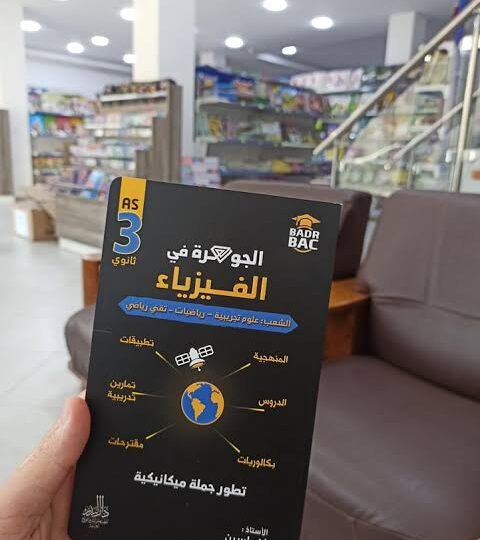 AS
3
ثانوي
BADR
BAC
الجوهرة في
الفيزياء
الشعب: علوم تجريبية - رياضيات - تقني رياضي
تطبيقات
المنهجية
تمارين
تدريبية
الدروس
مقترحات
بكالوريات
تطور جملة ميكانيكية
الأستاذ: